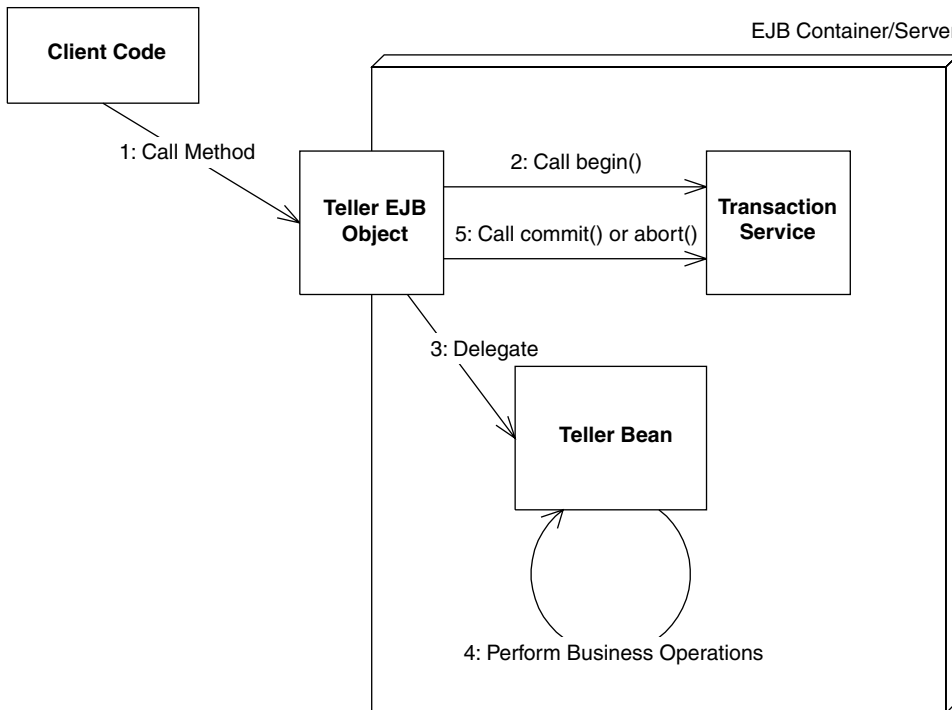 EJB Container/Server
Client Code
1: Call Method
Teller EJB
Object
2: Call begin()
5: Call commit() or abort()
Transaction
Service
3: Delegate
Teller Bean
4: Perform Business Operations